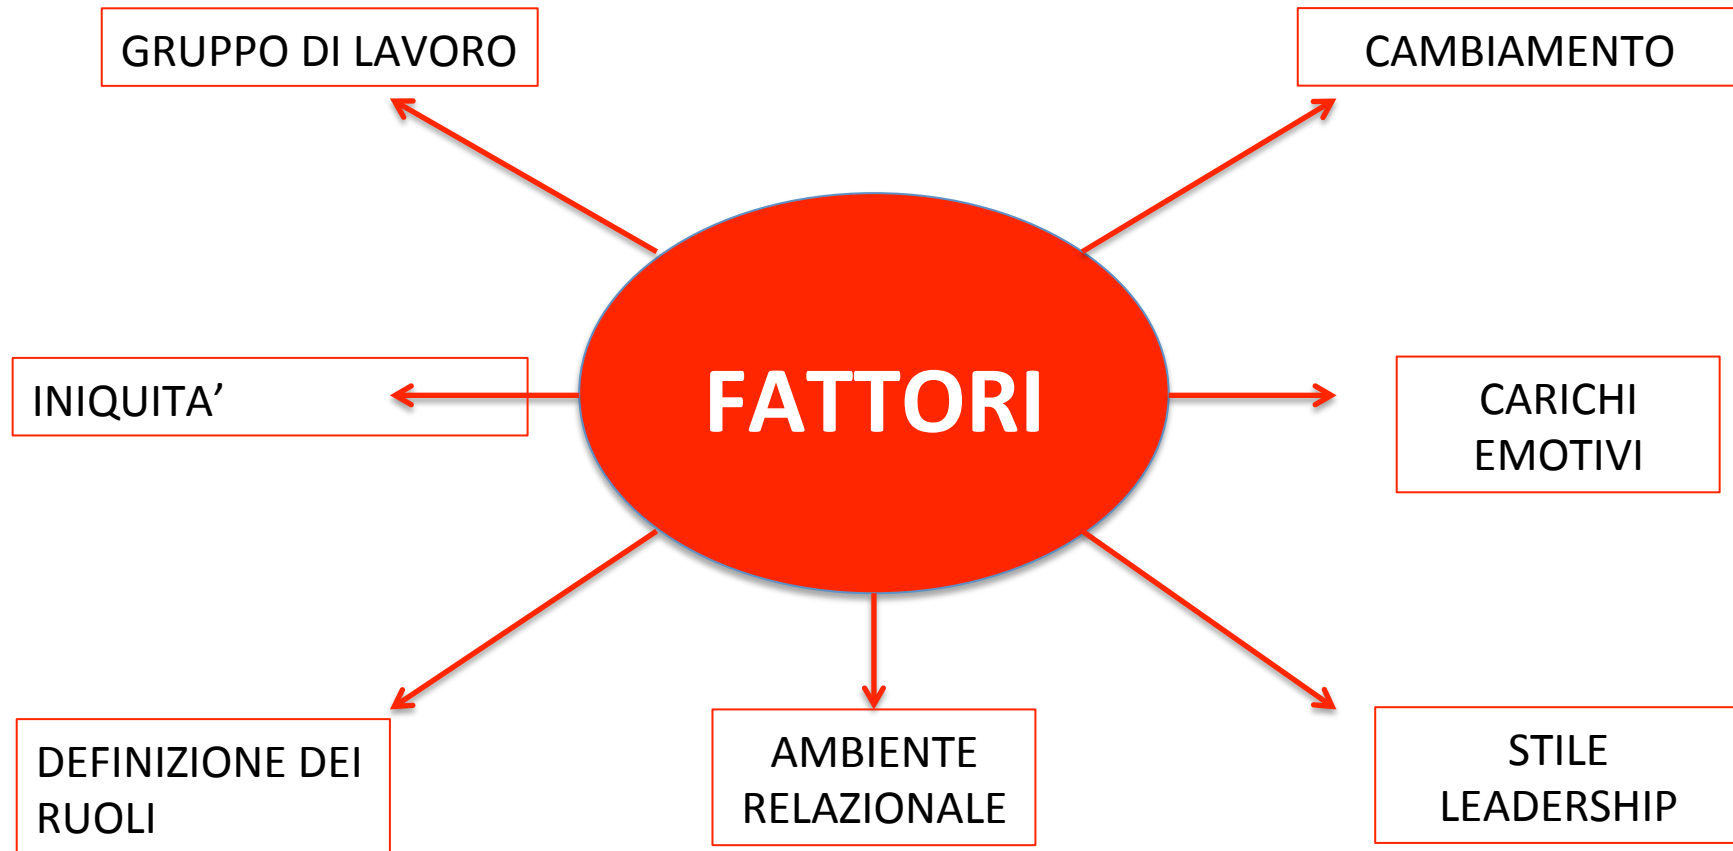 GRUPPO DI LAVORO
CAMBIAMENTO
INIQUITA’
FATTORI
CARICHI
EMOTIVI
DEFINIZIONE DEI
RUOLI
AMBIENTE
RELAZIONALE
STILE
LEADERSHIP